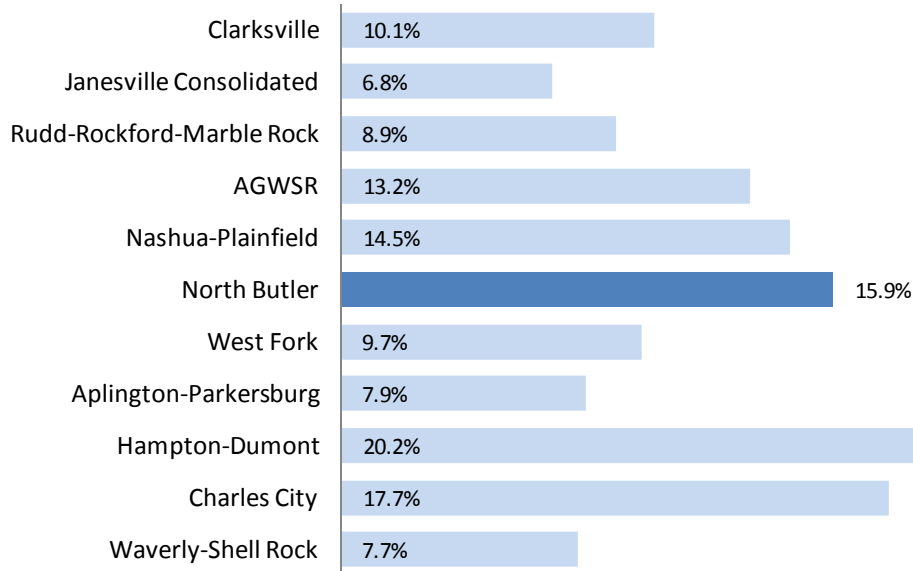 Clarksville 10.1%
Janesville Consolidated 6.8%
Rudd-Rockford-Marble Rock 8.9%
AGWSR 13.2%
Nashua-Plainfield 14.5%
North Butler 15.9%
West Fork 9.7%
Aplington-Parkersburg 7.9%
Hampton-Dumont 20.2%
Charles City 17.7%
Waverly-Shell Rock 7.7%